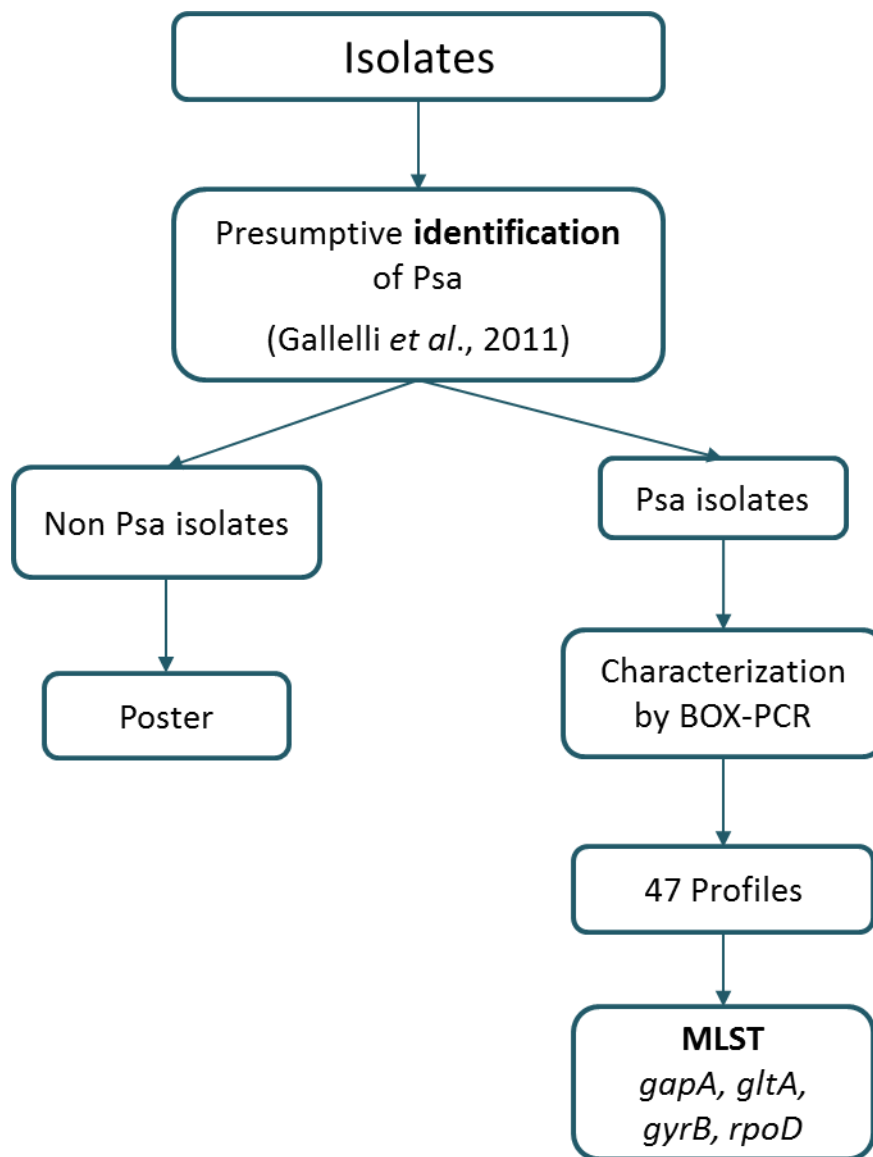 Isolates
Presumptive identification
of Psa
(Gallelli et al., 2011)
Non Psa isolates
Poster
Psa isolates
Characterization
by BOX-PCR
47 Profiles
MLST
gapA, gltA,
gyrB, rpoD